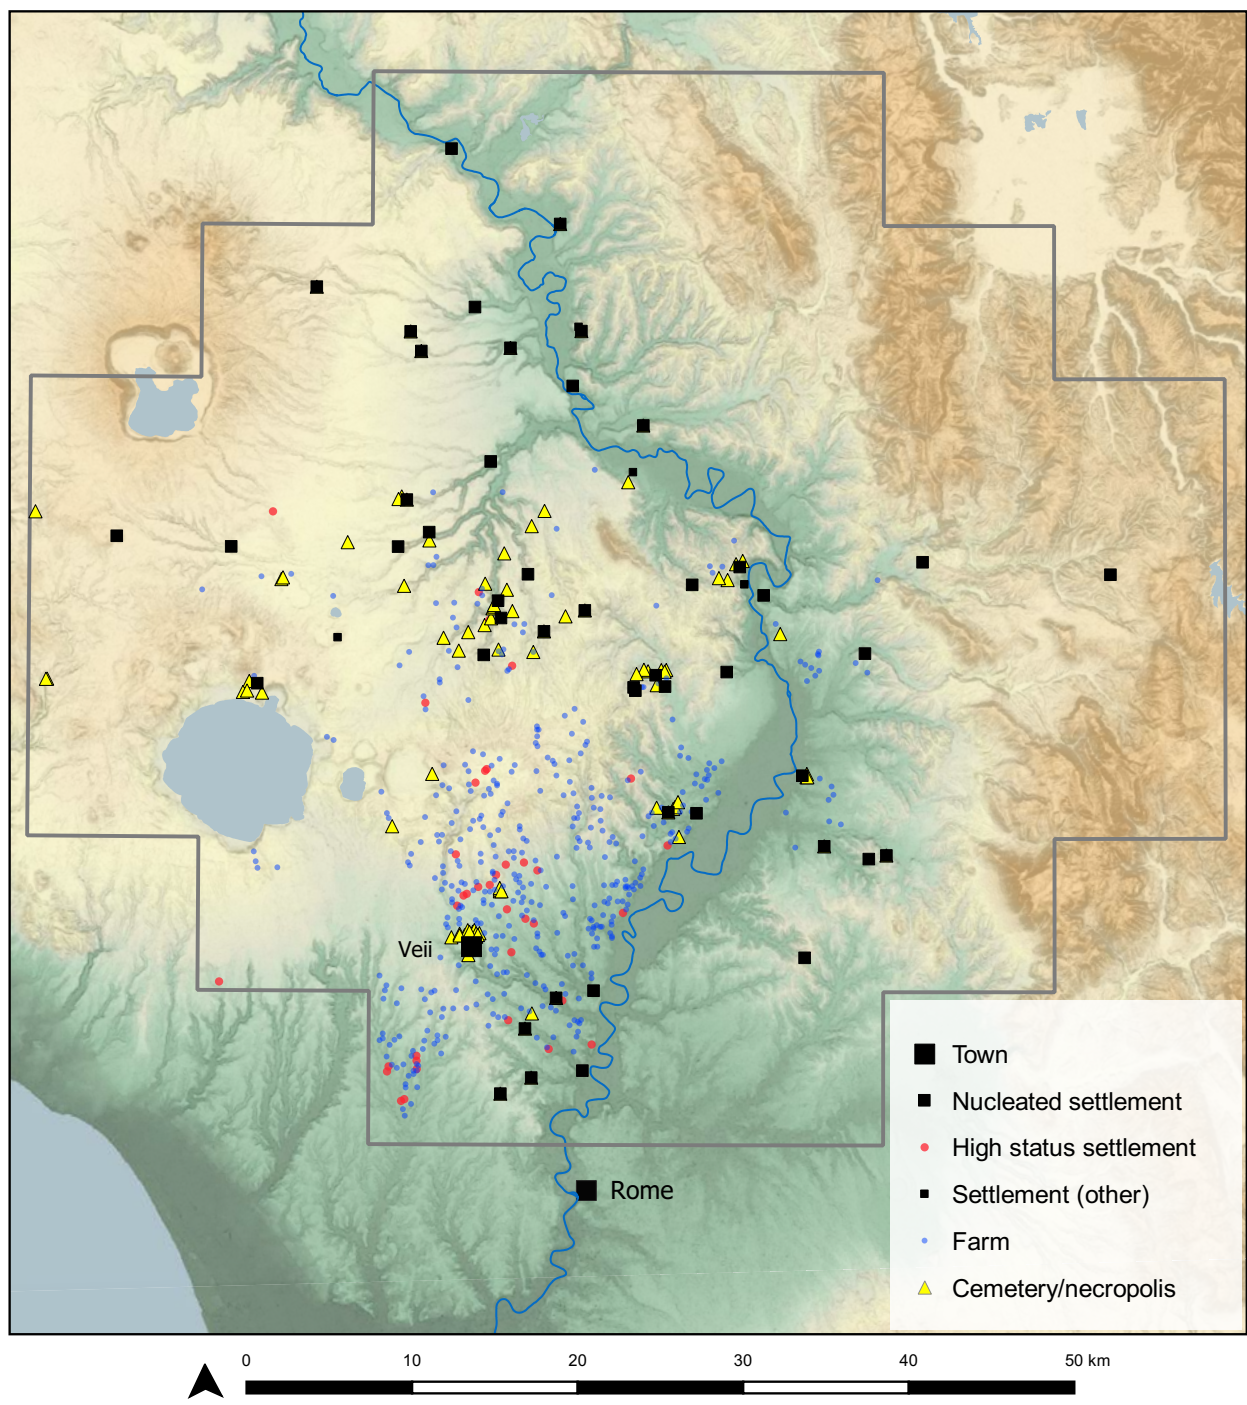 Veii
Rome
Town
Nucleated settlement
High status settlement
Settlement (other)
Farm
Cemetery/necropolis
0 10 20 30 40 50 km